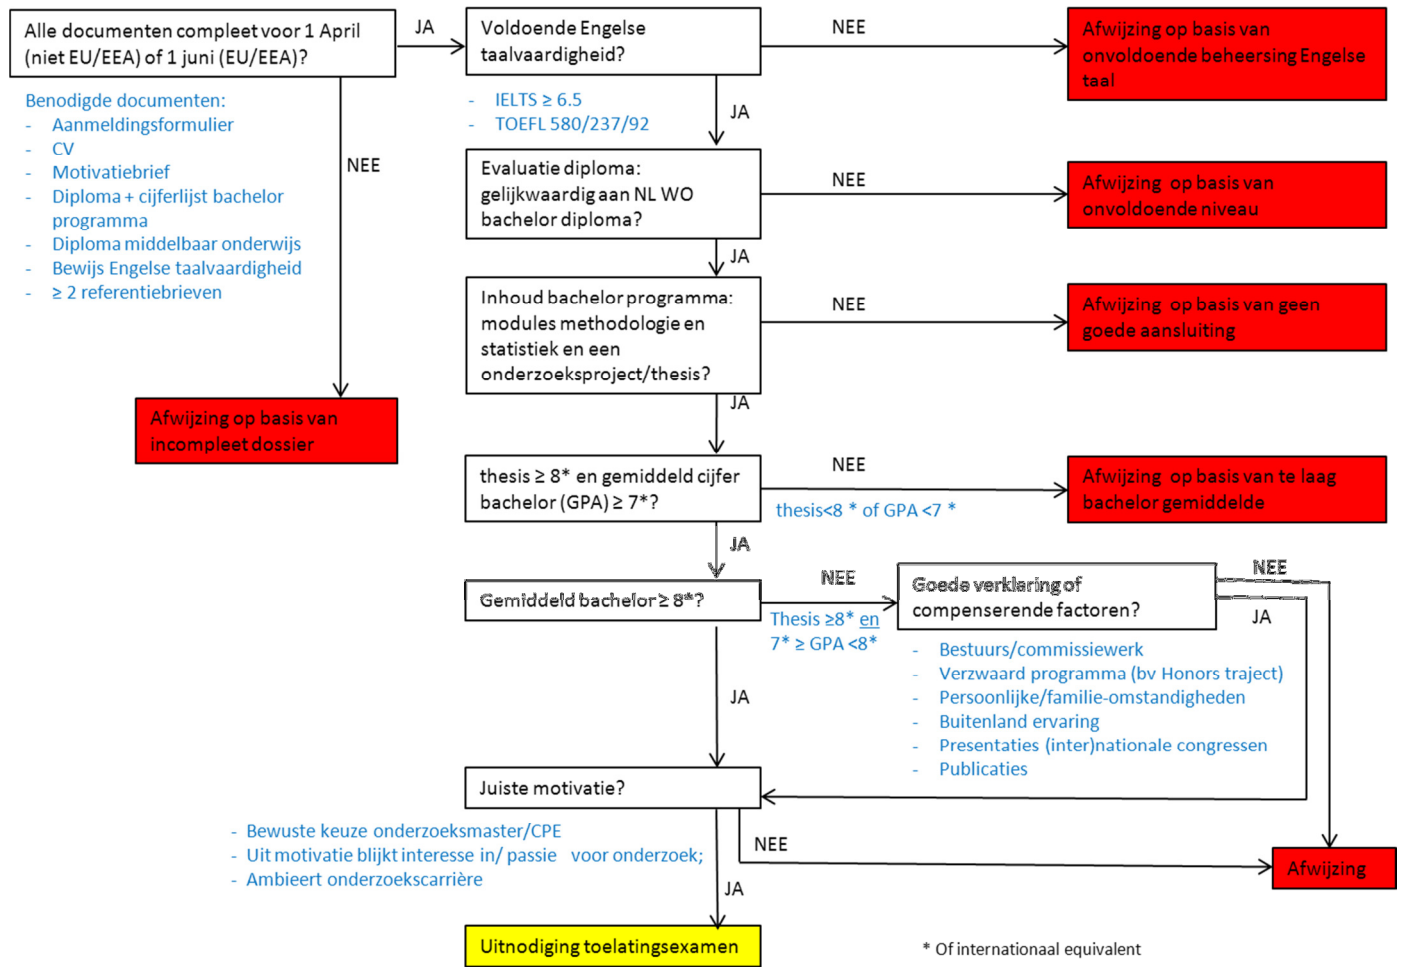 Alle documenten compleet voor 1 April
(niet EU/EEA) of 1 juni (EU/EEA)?
JA
Voldoende Engelse
taalvaardigheid?
NEE
Afwijzing op basis van
onvoldoende beheersing Engelse
taal
Benodigde documenten:
- Aanmeldingsformulier
- CV
- Motivatiebrief
- Diploma + cijferlijst bachelor
programma
- Diploma middelbaar onderwijs
- Bewijs Engelse taalvaardigheid
- ≥ 2 referentiebrieven
NEE
- IELTS ≥ 6.5
- TOEFL 580/237/92
JA
Evaluatie diploma:
gelijkwaardig aan NL WO
bachelor diploma?
NEE
Afwijzing op basis van
onvoldoende niveau
JA
Inhoud bachelor programma:
modules methodologie en
statistiek en een
onderzoeksproject/thesis?
NEE
Afwijzing op basis van geen
goede aansluiting
Afwijzing op basis van
incompleet dossier
JA
thesis ≥ 8* en gemiddeld cijfer
bachelor (GPA) ≥ 7*?
NEE
thesis<8 * of GPA <7 *
Afwijzing op basis van te laag
bachelor gemiddelde
JA
Gemiddeld bachelor ≥ 8*?
NEE
Thesis ≥8* en
7* ≥ GPA <8*
Goede verklaring of
compenserende factoren?
NEE
JA
- Bestuurs/commissiewerk
- Verzwaard programma (bv Honors traject)
- Persoonlijke/familie-omstandigheden
- Buitenland ervaring
- Presentaties (inter)nationale congressen
- Publicaties
JA
Juiste motivatie?
- Bewuste keuze onderzoeksmaster/CPE
- Uit motivatie blijkt interesse in/ passie voor onderzoek;
- Ambieert onderzoekscarrière
NEE
Afwijzing
JA
Uitnodiging toelatingsexamen
* Of internationaal equivalent